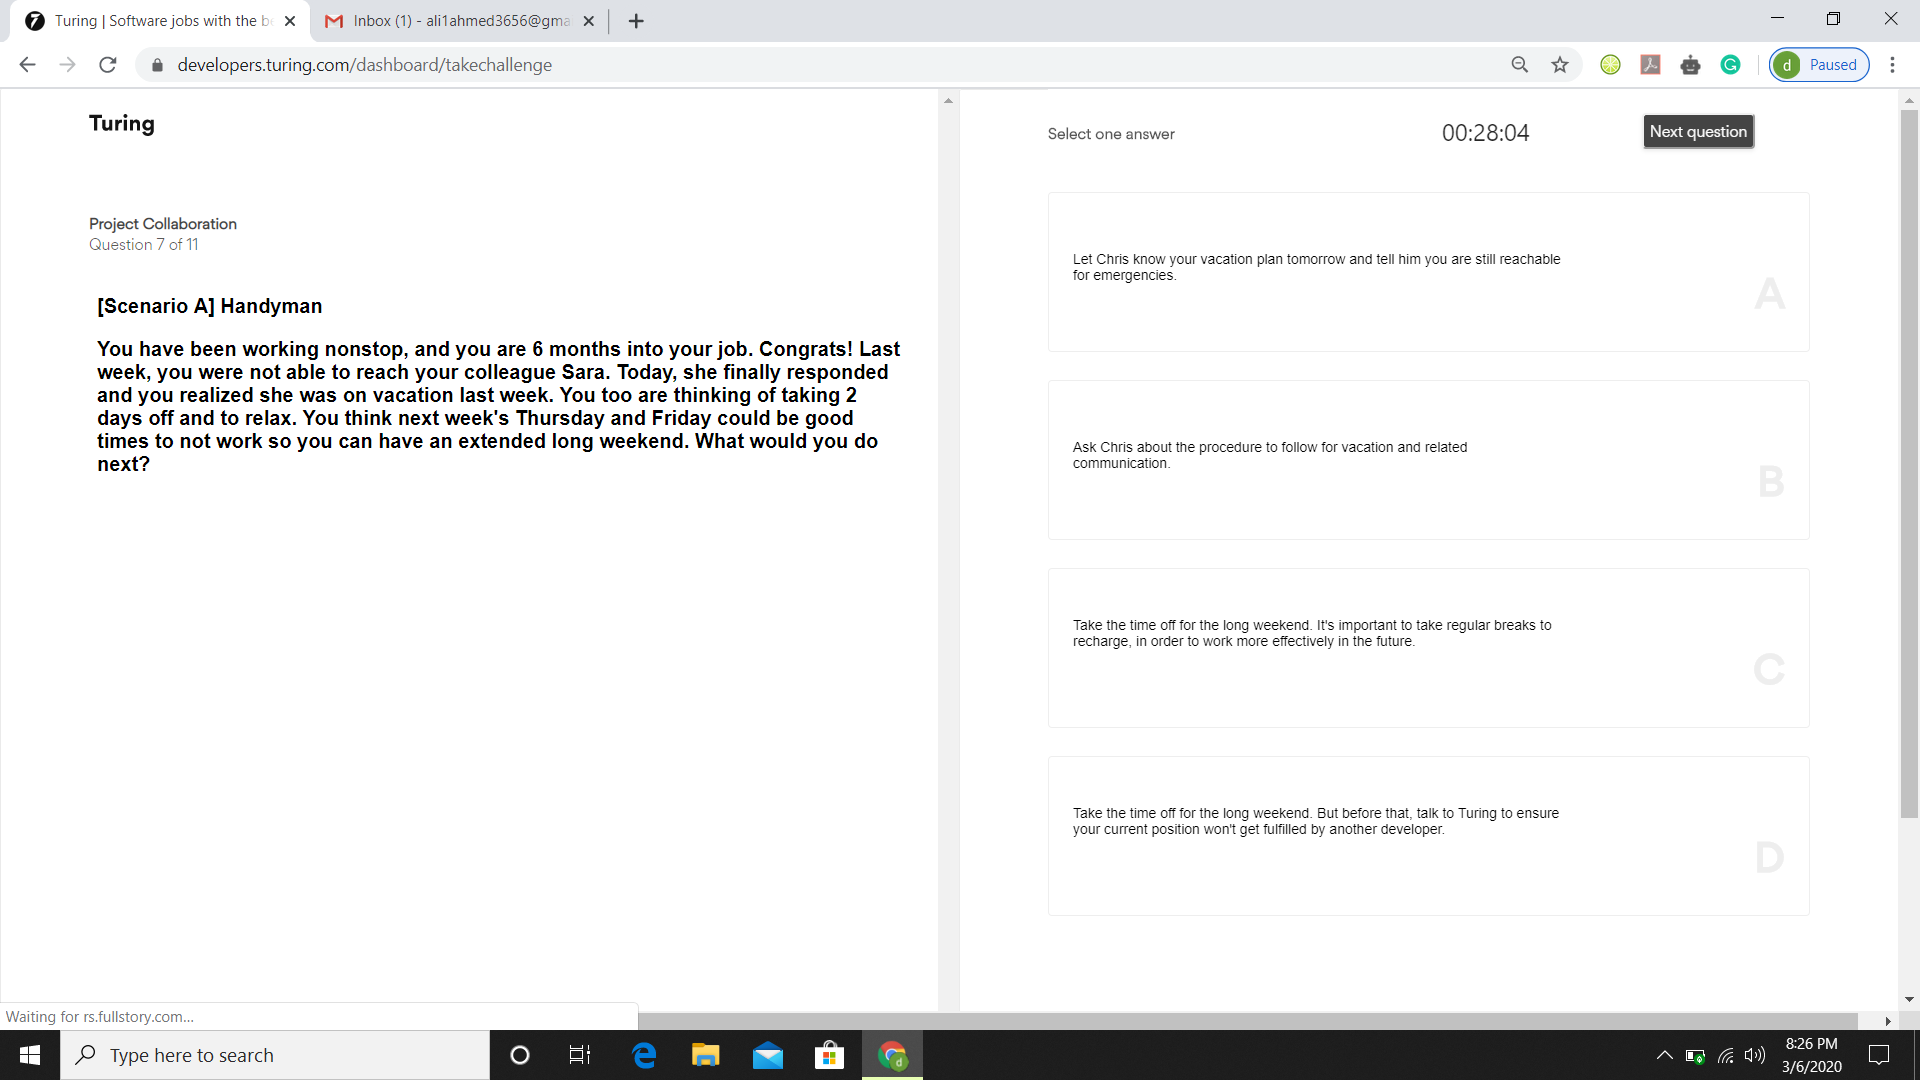 Turing | Software jobs with the b
Inbox (1) - ali1ahmed3656@gma
developers.turing.com/dashboard/takechallenge
d Paused
Turing
Select one answer
00:28:04
Next question
Project Collaboration
Question 7 of 11
[Scenario A] Handyman
You have been working nonstop, and you are 6 months into your job. Congrats! Last
week, you were not able to reach your colleague Sara. Today, she finally responded
and you realized she was on vacation last week. You too are thinking of taking 2
days off and to relax. You think next week's Thursday and Friday could be good
times to not work so you can have an extended long weekend. What would you do
next?
Let Chris know your vacation plan tomorrow and tell him you are still reachable
for emergencies.
A
Ask Chris about the procedure to follow for vacation and related
communication.
B
Take the time off for the long weekend. It's important to take regular breaks to
recharge, in order to work more effectively in the future.
C
Take the time off for the long weekend. But before that, talk to Turing to ensure
your current position won't get fulfilled by another developer.
D
Waiting for rs.fullstory.com...
Type here to search
8:26 PM
3/6/2020